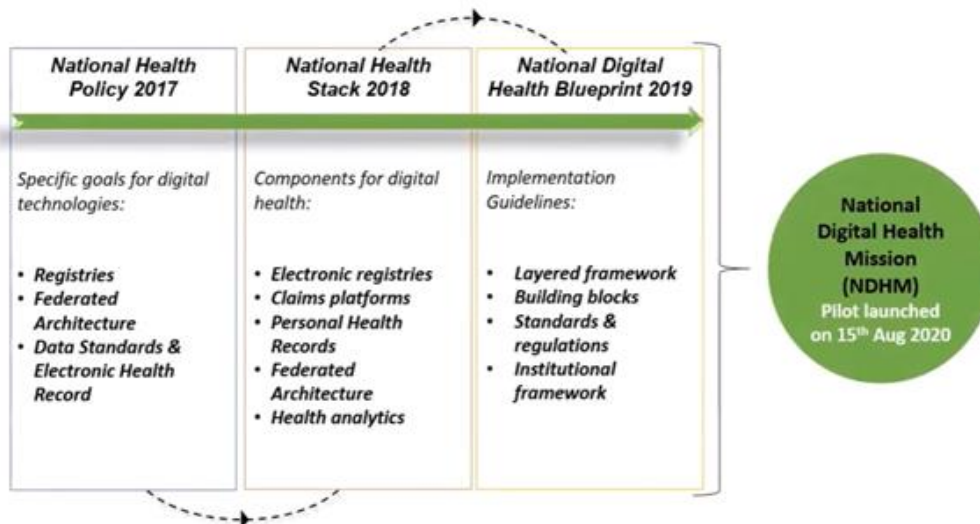 National Health
Policy 2017
Specific goals for digital
technologies:
• Registries
• Federated
Architecture
• Data Standards &
Electronic Health
Record
National Health
Stack 2018
Components for digital
health:
• Electronic registries
• Claims platforms
• Personal Health
Records
• Federated
Architecture
• Health analytics
National Digital
Health Blueprint 2019
Implementation
Guidelines:
• Layered framework
• Building blocks
• Standards &
regulations
• Institutional
framework
National
Digital Health
Mission
(NDHM)
Pilot launched
on 15th Aug 2020